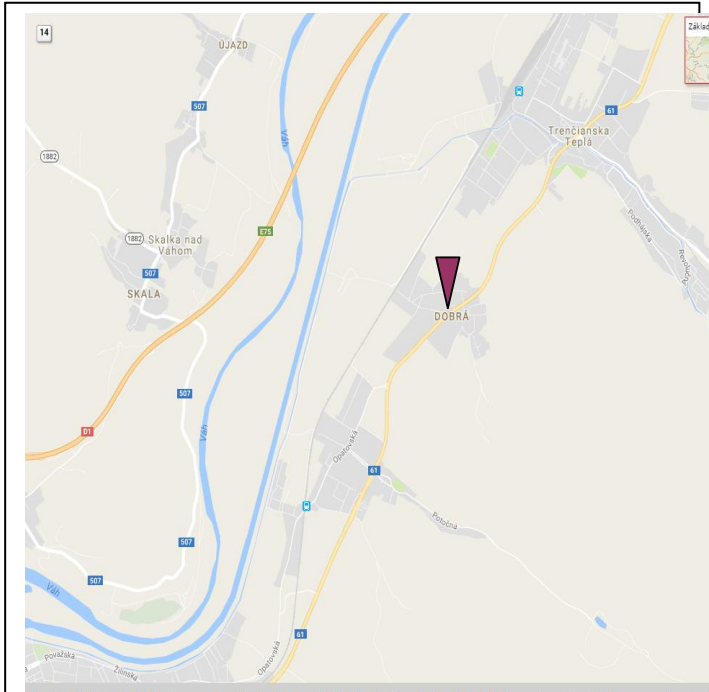 14
Základ
ÚJAZD
507
61
Váh
Trenčianska
Teplá
1882
1882
Skalka nad
Váhom
E75
Podhájska
507
Revolučná
SKALA
DOBRÁ
507
D1
Váh
Opatovská
61
Potočná
507
507
Váh
61
Považská
Opatovská
Žilinská